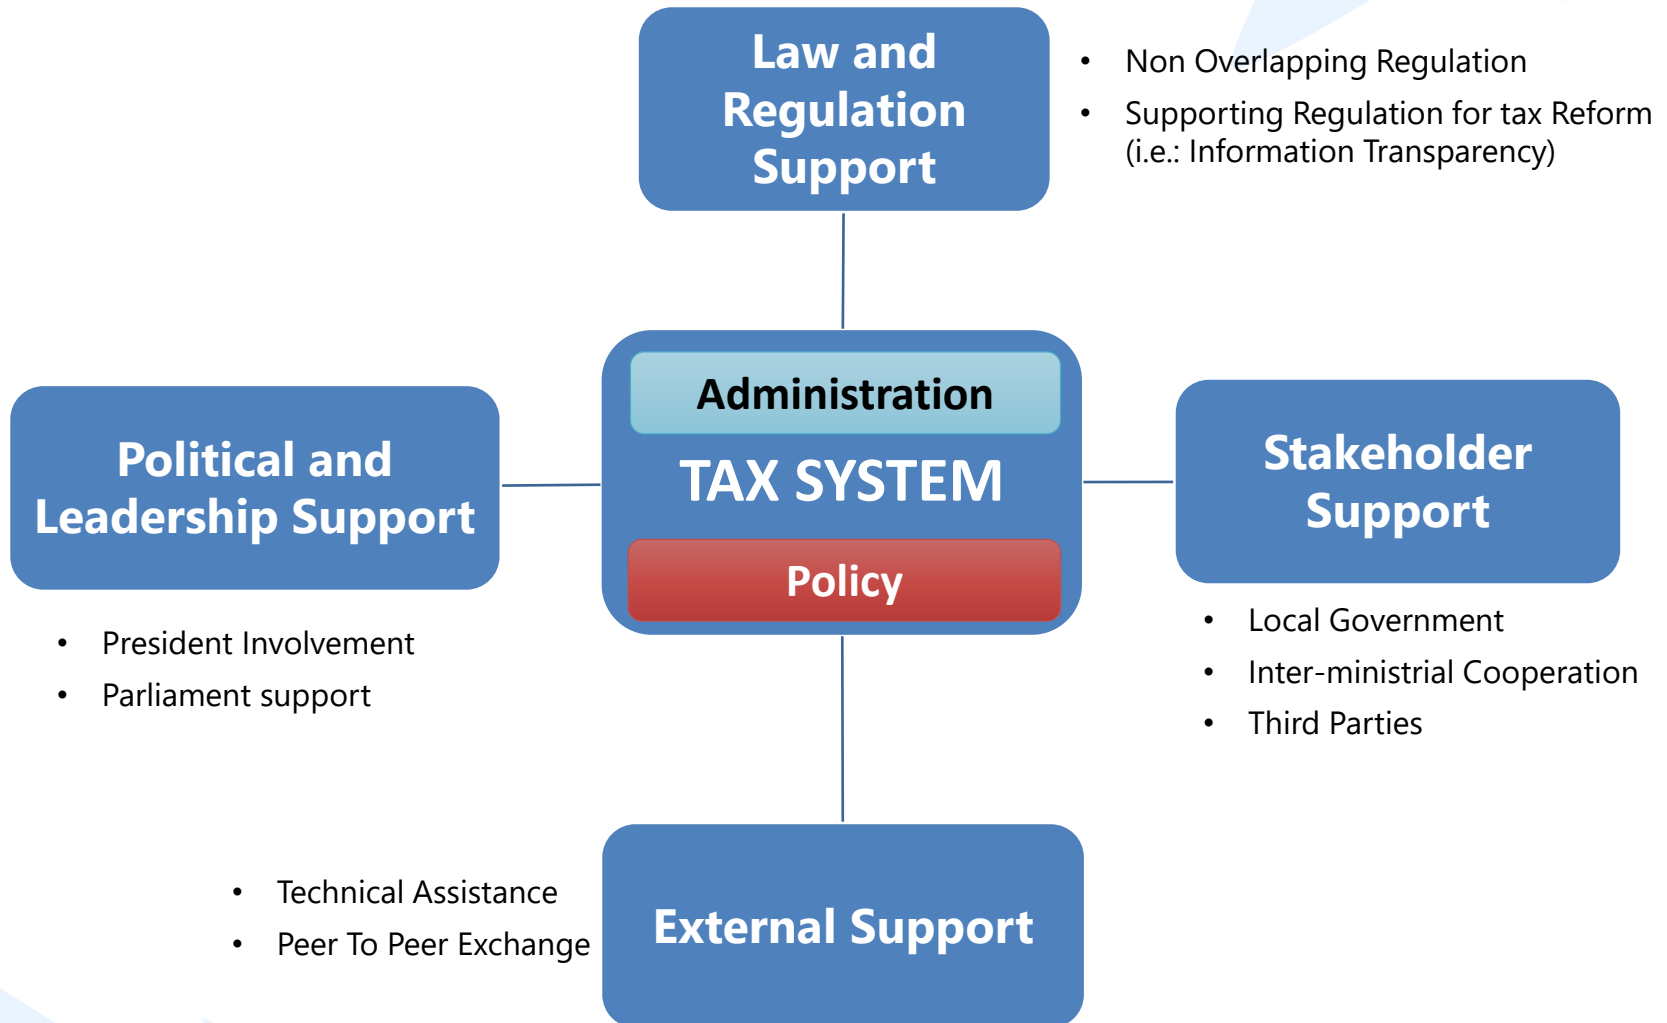 Law and
Regulation
Support
• Non Overlapping Regulation
• Supporting Regulation for tax Reform
(i.e.: Information Transparency)
Administration
TAX SYSTEM
Policy
Political and
Leadership Support
• President Involvement
• Parliament support
Stakeholder
Support
• Local Government
• Inter-ministrial Cooperation
• Third Parties
• Technical Assistance
• Peer To Peer Exchange
External Support